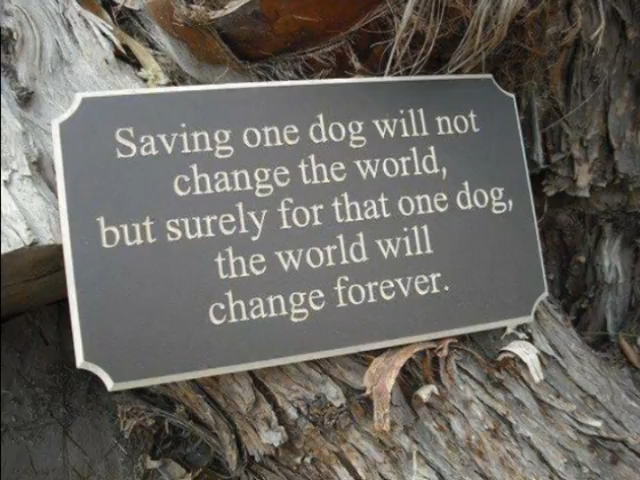 Saving one dog will not
change the world,
but surely for that one dog,
the world will
change forever.